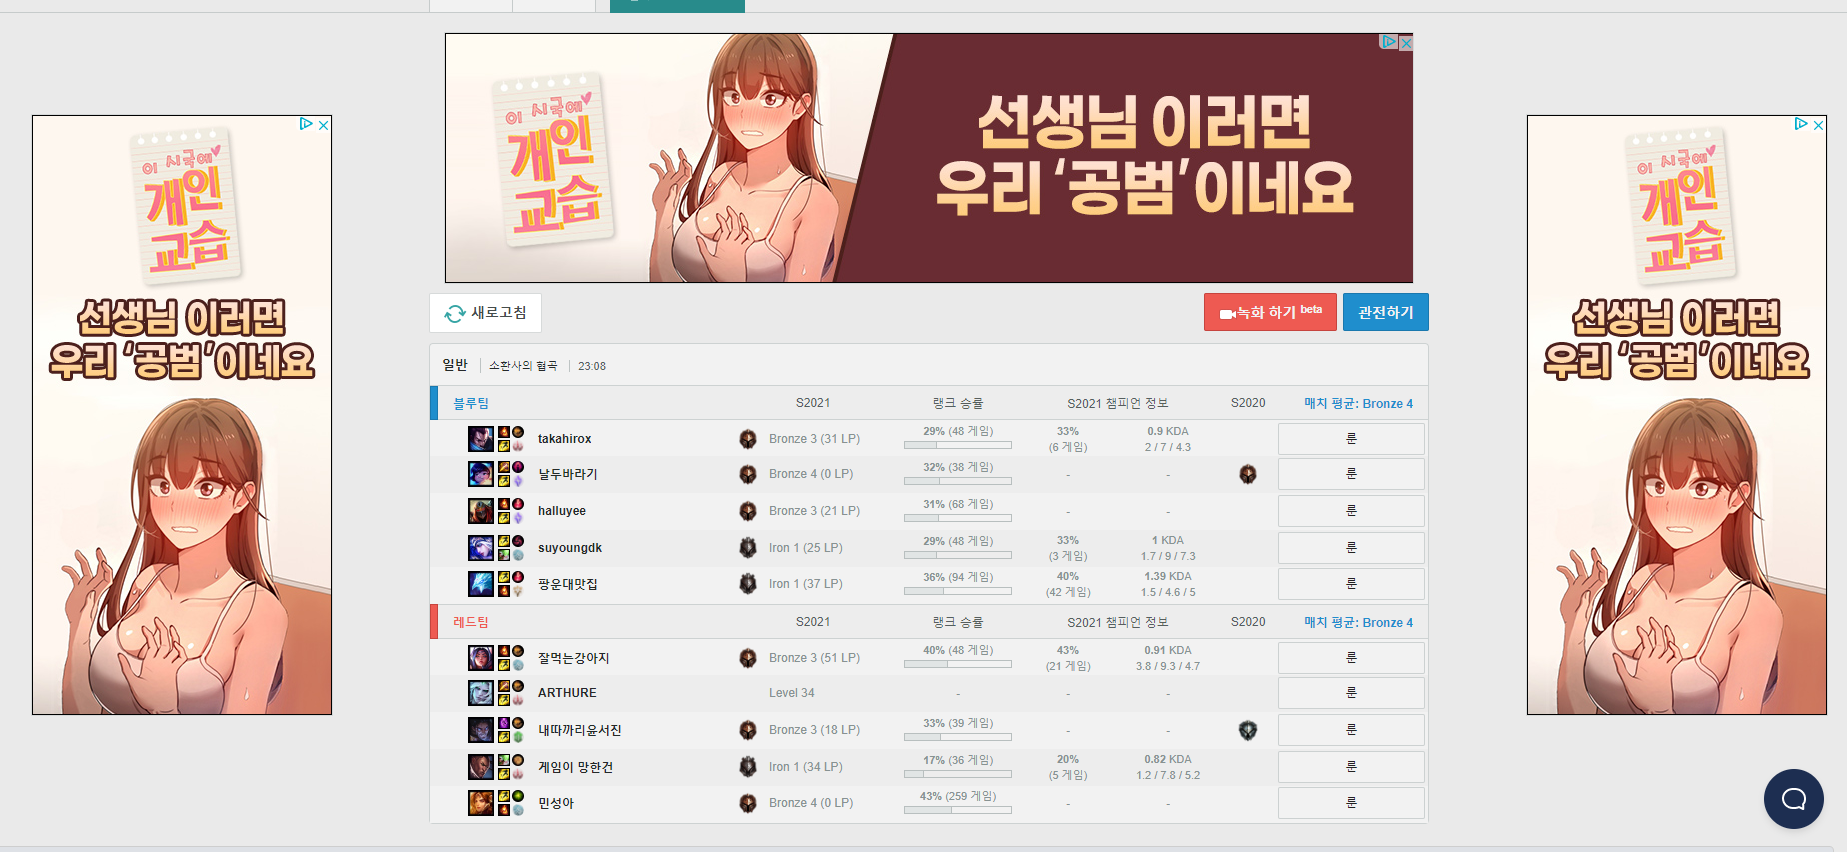 이 시국에
개인
교습
선생님 이러면
우리 ‘공범’이네요
이 시국에
개인
교습
선생님 이러면
우리 ‘공범’이네요
이 시국에
개인
교습
선생님 이러면
우리 ‘공범’이네요
새로고침
녹화 하기 beta
관전하기
일반 소환사의 협곡 23:08
블루팀 S2021 랭크 승률 S2021 챔피언 정보 S2020 매치 평균: Bronze 4
takahirox Bronze 3 (31 LP) 29% (48 게임) 33% (6 게임) 0.9 KDA 2 / 7 / 4.3 룬
날두바라기 Bronze 4 (0 LP) 32% (38 게임) - - 룬
halluyee Bronze 3 (21 LP) 31% (68 게임) - - 룬
suyoungdk Iron 1 (25 LP) 29% (48 게임) 33% (3 게임) 1 KDA 1.7 / 9 / 7.3 룬
팡운대맛집 Iron 1 (37 LP) 36% (94 게임) 40% (42 게임) 1.39 KDA 1.5 / 4.6 / 5 룬
레드팀 S2021 랭크 승률 S2021 챔피언 정보 S2020 매치 평균: Bronze 4
잘먹는강아지 Bronze 3 (51 LP) 40% (48 게임) 43% (21 게임) 0.91 KDA 3.8 / 9.3 / 4.7 룬
ARTHURE Level 34 - - - 룬
내따까리윤서진 Bronze 3 (18 LP) 33% (39 게임) - - 룬
게임이 망한건 Iron 1 (34 LP) 17% (36 게임) 20% (5 게임) 0.82 KDA 1.2 / 7.8 / 5.2 룬
민성아 Bronze 4 (0 LP) 43% (259 게임) - - 룬